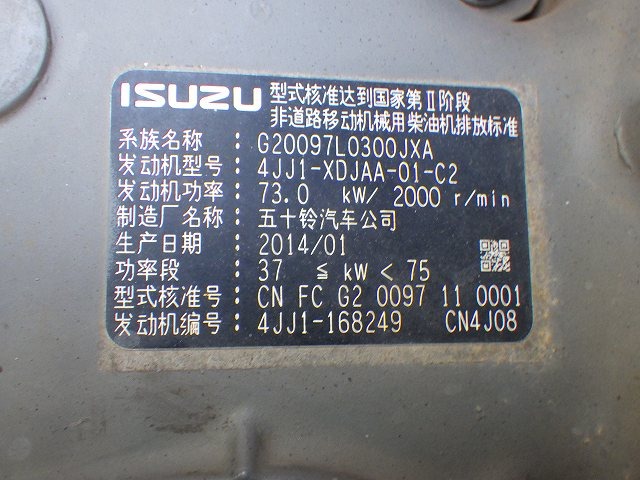 ISUZU 型式核准达到国家第Ⅱ阶段
非道路移动机械用柴油机排放标准
系族名称 : G20097L0300JXA
发动机型号 : 4JJ1-XDJAA-01-C2
发动机功率 : 73.0 kW/ 2000 r/min
制造厂名称 : 五十铃汽车公司
生产日期 : 2014/01
功率段 : 37 ≦ kW < 75
型式核准号 : CN FC G2 0097 11 0001
发动机编号 : 4JJ1-168249 CN4J08